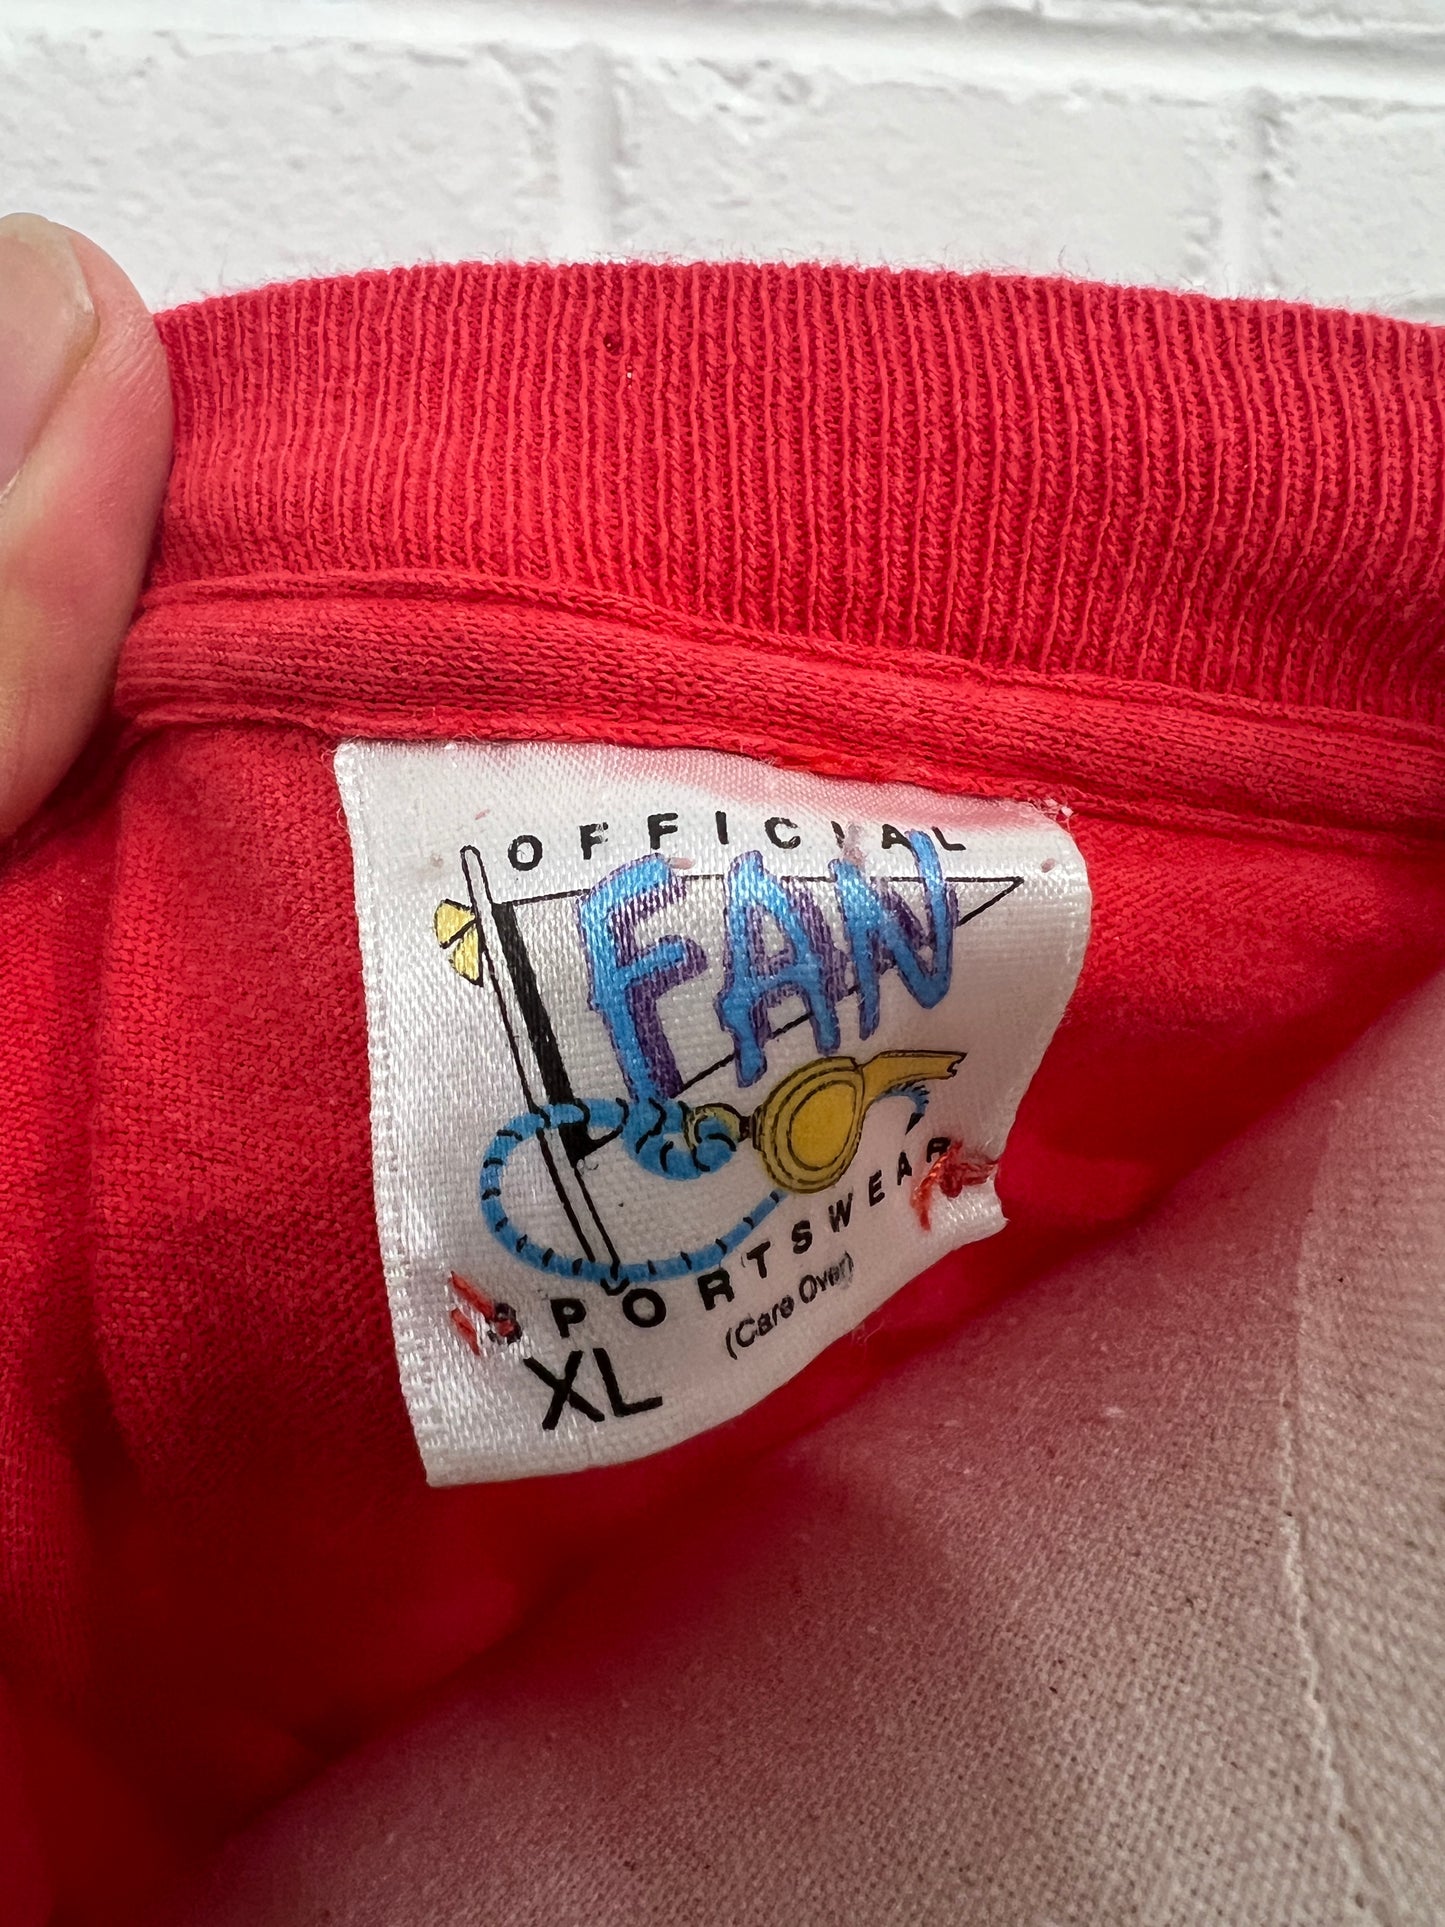 OFFICIAL
FAN
SPORTSWEAR
(Care Over)
XL